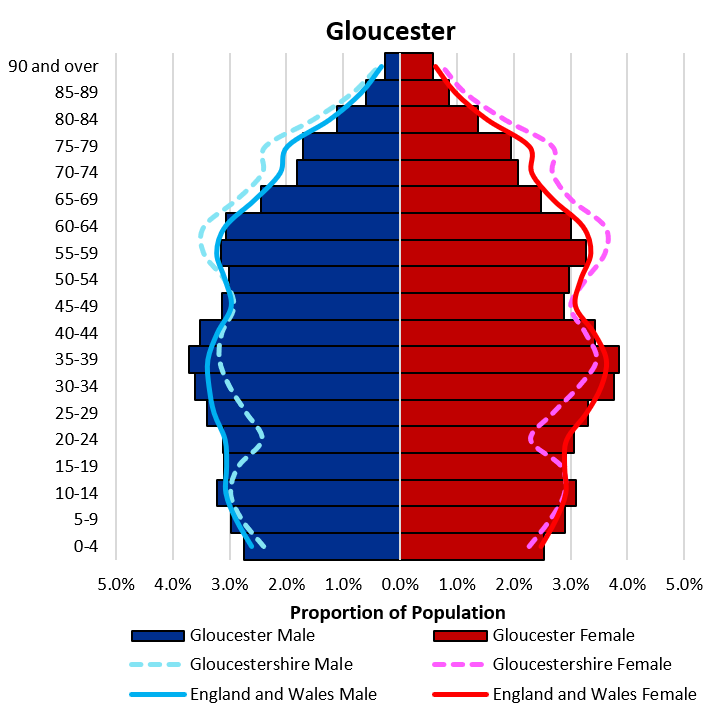 Gloucester
90 and over
85-89
80-84
75-79
70-74
65-69
60-64
55-59
50-54
45-49
40-44
35-39
30-34
25-29
20-24
15-19
10-14
5-9
0-4
5.0% 4.0% 3.0% 2.0% 1.0% 0.0% 1.0% 2.0% 3.0% 4.0% 5.0%
Proportion of Population
Gloucester Male Gloucester Female
Gloucestershire Male Gloucestershire Female
England and Wales Male England and Wales Female